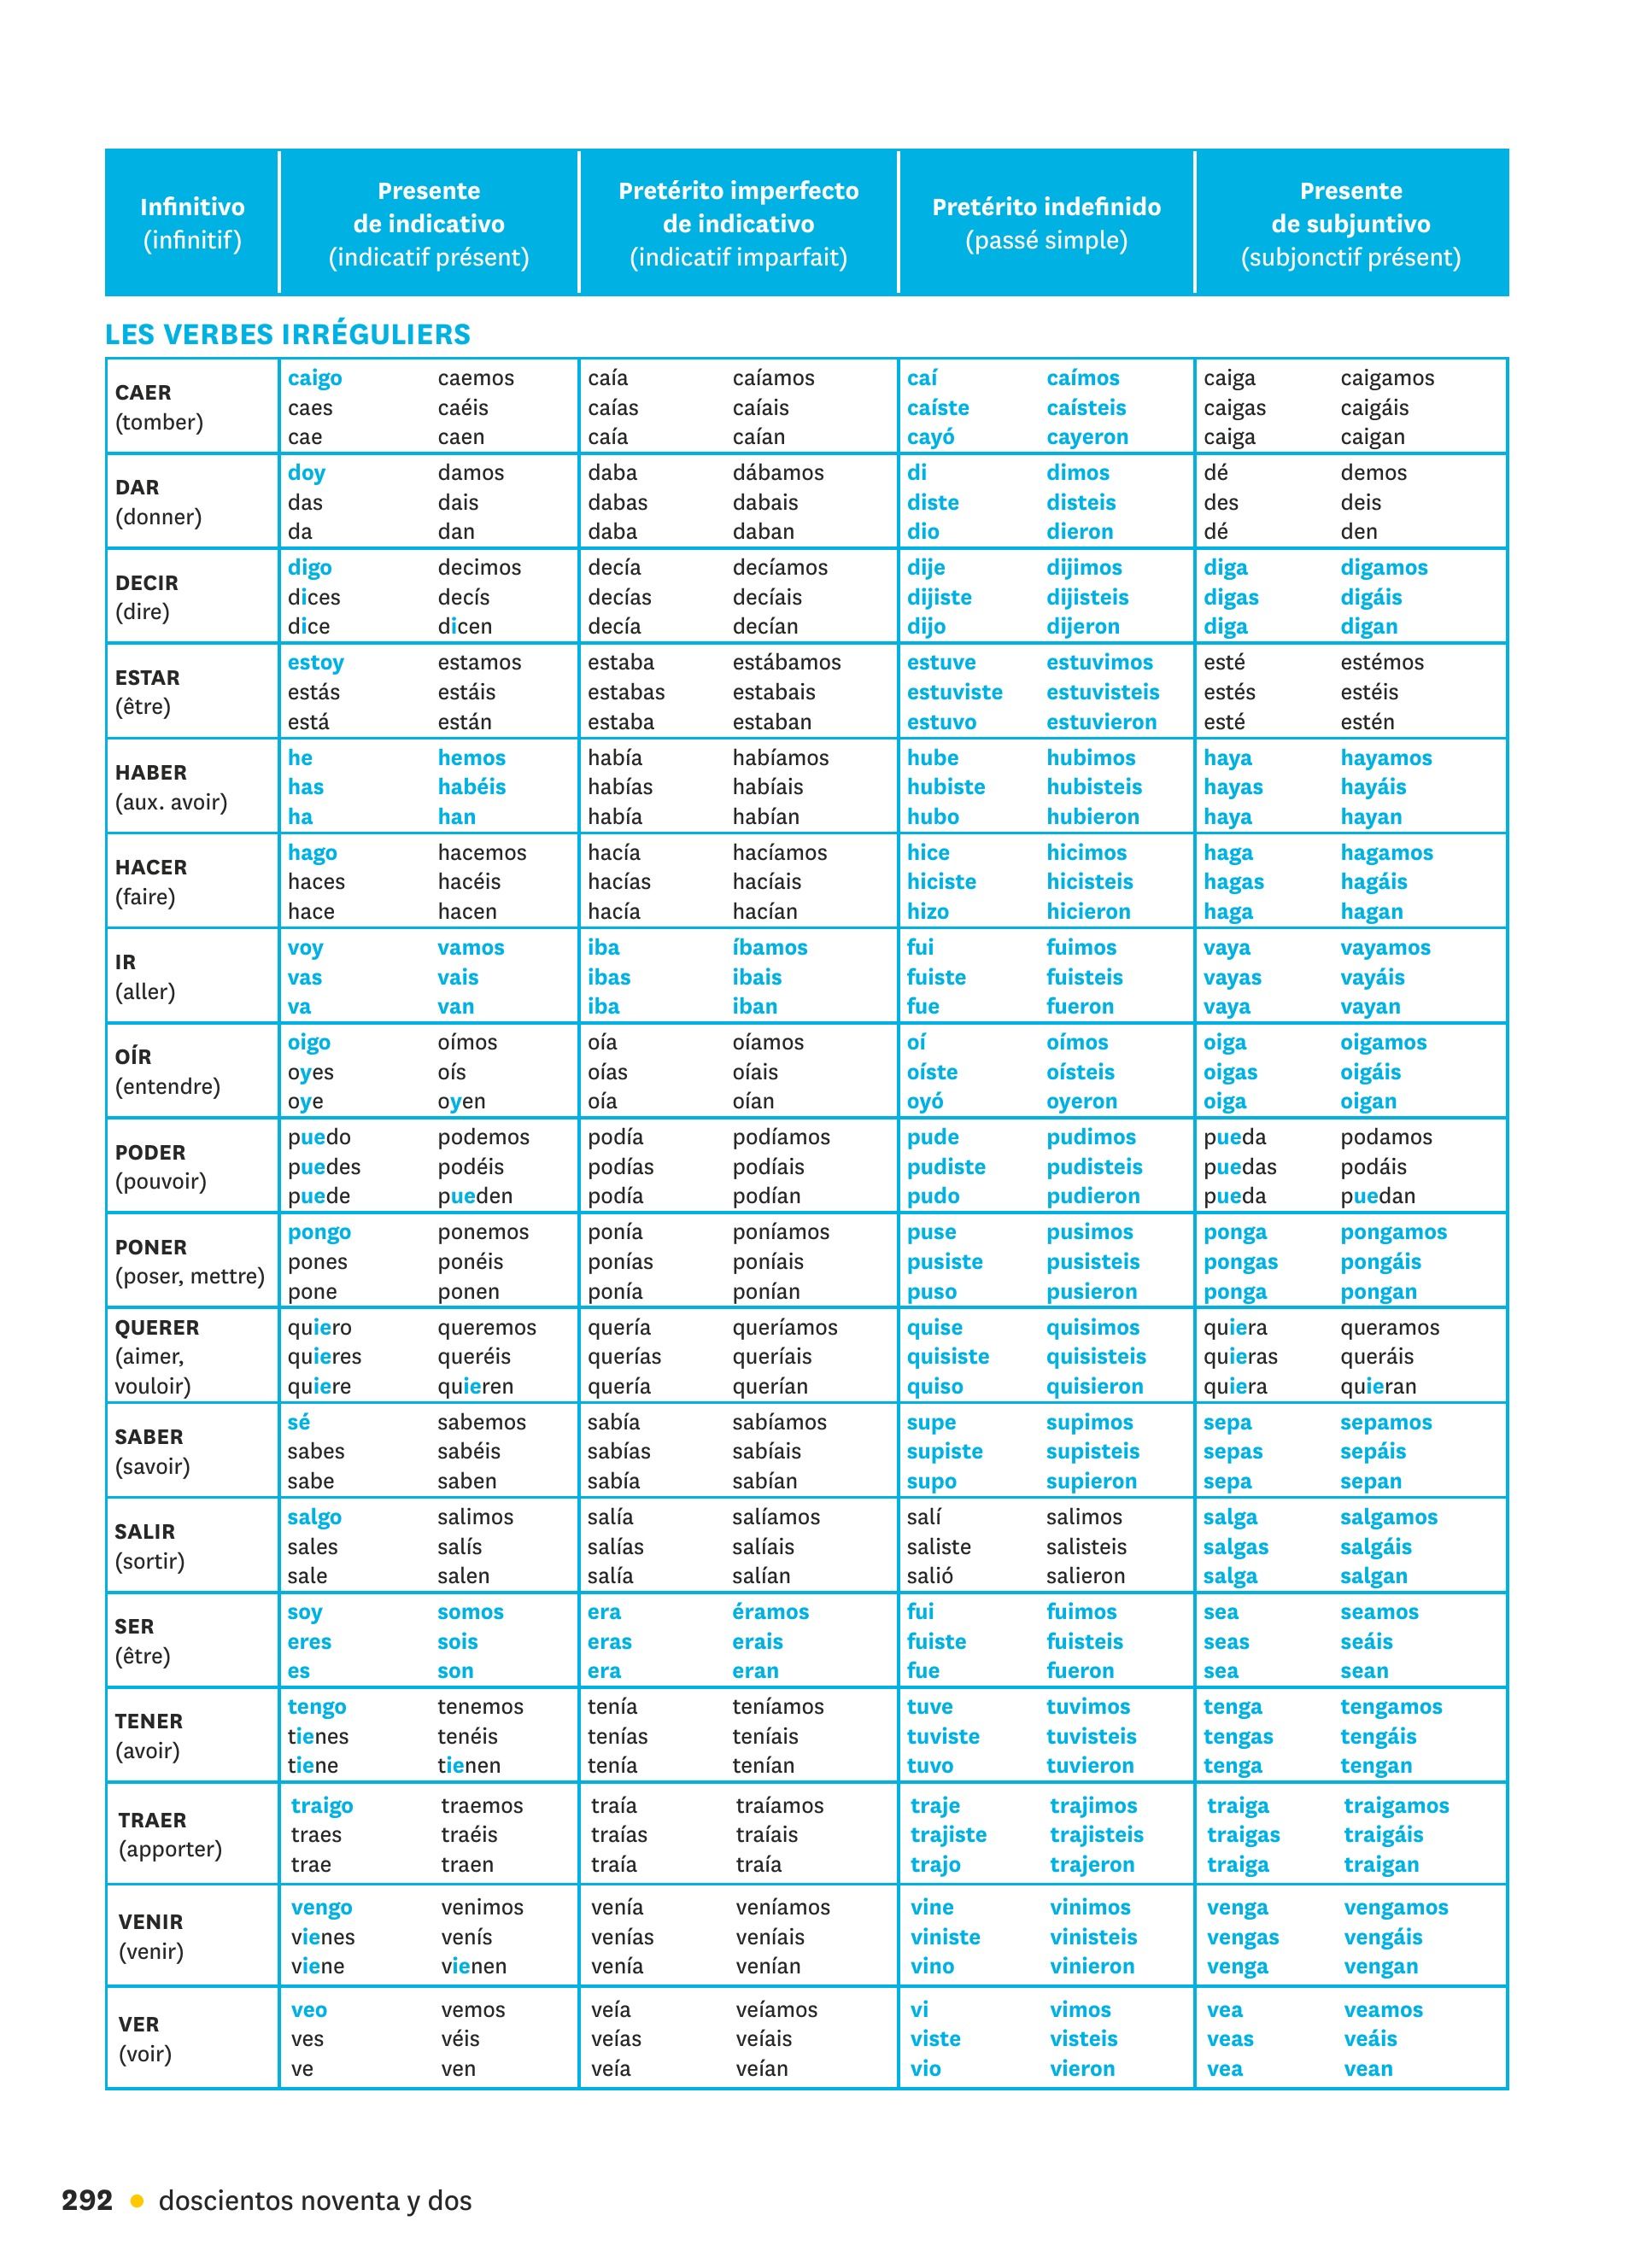 Infinitivo
(infinitif)
Presente
de indicativo
(indicatif présent)
Pretérito imperfecto
de indicativo
(indicatif imparfait)
Pretérito indefinido
(passé simple)
Presente
de subjuntivo
(subjonctif présent)
LES VERBES IRRÉGULIERS
CAER
(tomber)
caigo caemos caía caíamos caí caímos caiga caigamos
caes caéis caías caíais caíste caísteis caigas caigáis
cae caen caía caían cayó cayeron caiga caigan
DAR
(donner)
doy damos daba dábamos di dimos dé demos
das dais dabas dabais diste disteis des deis
da dan daba daban dio dieron dé den
DECIR
(dire)
digo decimos decía decíamos dije dijimos diga digamos
dices decís decías decíais dijiste dijisteis digas digáis
dice dicen decía decían dijo dijeron diga digan
ESTAR
(être)
estoy estamos estaba estábamos estuve estuvimos esté estémos
estás estáis estabas estabais estuviste estuvisteis estés estéis
está están estaba estaban estuvo estuvieron esté estén
HABER
(aux. avoir)
he hemos había habíamos hube hubimos haya hayamos
has habéis habías habíais hubiste hubisteis hayas hayáis
ha han había habían hubo hubieron haya hayan
HACER
(faire)
hago hacemos hacía hacíamos hice hicimos haga hagamos
haces hacéis hacías hacíais hiciste hicisteis hagas hagáis
hace hacen hacía hacían hizo hicieron haga hagan
IR
(aller)
voy vamos iba íbamos fui fuimos vaya vayamos
vas vais ibas ibais fuiste fuisteis vayas vayáis
va van iba iban fue fueron vaya vayan
OÍR
(entendre)
oigo oímos oía oíamos oí oímos oiga oigamos
oyes oís oías oíais oíste oísteis oigas oigáis
oye oyen oía oían oyó oyeron oiga oigan
PODER
(pouvoir)
puedo podemos podía podíamos pude pudimos pueda podamos
puedes podéis podías podíais pudiste pudisteis puedas podáis
puede pueden podía podían pudo pudieron pueda puedan
PONER
(poser, mettre)
pongo ponemos ponía poníamos puse pusimos ponga pongamos
pones ponéis ponías poníais pusiste pusisteis pongas pongáis
pone ponen ponía ponían puso pusieron ponga pongan
QUERER
(aimer,
vouloir)
quiero queremos quería queríamos quise quisimos quiera queramos
quieres queréis querías queríais quisiste quisisteis quieras queráis
quiere quieren quería querían quiso quisieron quiera quieran
SABER
(savoir)
sé sabemos sabía sabíamos supe supimos sepa sepamos
sabes sabéis sabías sabíais supiste supisteis sepas sepáis
sabe saben sabía sabían supo supieron sepa sepan
SALIR
(sortir)
salgo salimos salía salíamos salí salimos salga salgamos
sales salís salías salíais saliste salisteis salgas salgáis
sale salen salía salían salió salieron salga salgan
SER
(être)
soy somos era éramos fui fuimos sea seamos
eres sois eras erais fuiste fuisteis seas seáis
es son era eran fue fueron sea sean
TENER
(avoir)
tengo tenemos tenía teníamos tuve tuvimos tenga tengamos
tienes tenéis tenías teníais tuviste tuvisteis tengas tengáis
tiene tienen tenía tenían tuvo tuvieron tenga tengan
TRAER
(apporter)
traigo traemos traía traíamos traje trajimos traiga traigamos
traes traéis traías traíais trajiste trajisteis traigas traigáis
trae traen traía traía trajo trajeron traiga traigan
VENIR
(venir)
vengo venimos venía veníamos vine vinimos venga vengamos
vienes venís venías veníais viniste vinisteis vengas vengáis
viene vienen venía venían vino vinieron venga vengan
VER
(voir)
veo vemos veía veíamos vi vimos vea veamos
ves véis veías veíais viste visteis veas veáis
ve ven veía veían vio vieron vea vean
292 • doscientos noventa y dos